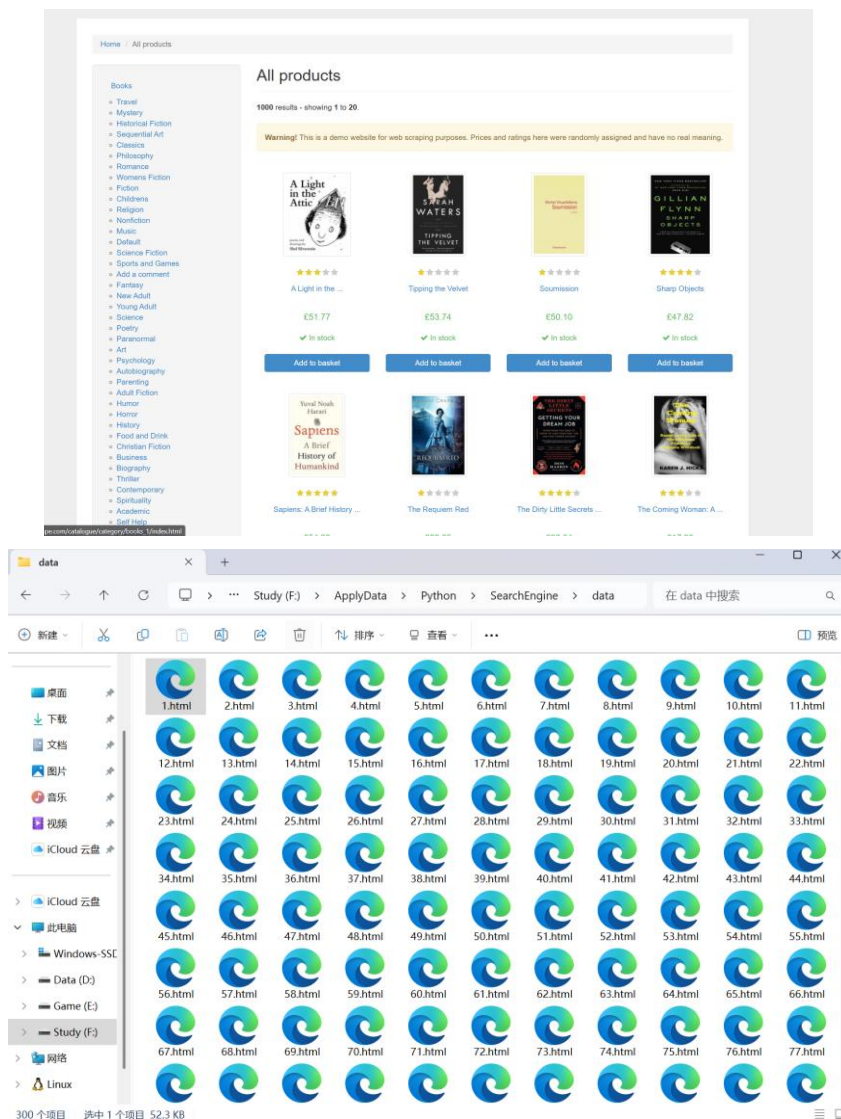 Home / All products
Books
Travel
Mystery
Historical Fiction
Sequential Art
Classics
Philosophy
Romance
Womens Fiction
Fiction
Childrens
Religion
Nonfiction
Music
Default
Science Fiction
Sports and Games
Add a comment
Fantasy
New Adult
Young Adult
Science
Poetry
Paranormal
Art
Psychology
Autobiography
Parenting
Adult Fiction
Humor
Horror
History
Food and Drink
Christian Fiction
Business
Biography
Thriller
Contemporary
Spirituality
Academic
Self Help
pe.com/catalogue/category/books_1/index.html
All products
1000 results - showing 1 to 20.
Warning! This is a demo website for web scraping purposes. Prices and ratings here were randomly assigned and have no real meaning.
A Light in the Attic
SARAH WATERS TIPPING THE VELVET
Soumission
GILLIAN FLYNN SHARP OBJECTS
A Light in the ... Tipping the Velvet Soumission Sharp Objects
£51.77 £53.74 £50.10 £47.82
In stock In stock In stock In stock
Add to basket Add to basket Add to basket Add to basket
Yuval Noah Harari Sapiens A Brief History of Humankind
GETTING YOUR DREAM JOB
KAREN J. HICKS
Sapiens: A Brief History ... The Requiem Red The Dirty Little Secrets ... The Coming Woman: A ...
data
Study (F:) > ApplyData > Python > SearchEngine > data 在 data 中搜索
新建 排序 查看 ... 预览
桌面
下载
文档
图片
音乐
视频
iCloud 云盘
iCloud 云盘
此电脑
Windows-SSD
Data (D:)
Game (E:)
Study (F:)
网络
Linux
1.html 2.html 3.html 4.html 5.html 6.html 7.html 8.html 9.html 10.html 11.html
12.html 13.html 14.html 15.html 16.html 17.html 18.html 19.html 20.html 21.html 22.html
23.html 24.html 25.html 26.html 27.html 28.html 29.html 30.html 31.html 32.html 33.html
34.html 35.html 36.html 37.html 38.html 39.html 40.html 41.html 42.html 43.html 44.html
45.html 46.html 47.html 48.html 49.html 50.html 51.html 52.html 53.html 54.html 55.html
56.html 57.html 58.html 59.html 60.html 61.html 62.html 63.html 64.html 65.html 66.html
67.html 68.html 69.html 70.html 71.html 72.html 73.html 74.html 75.html 76.html 77.html
300 个项目 选中 1 个项目 52.3 KB